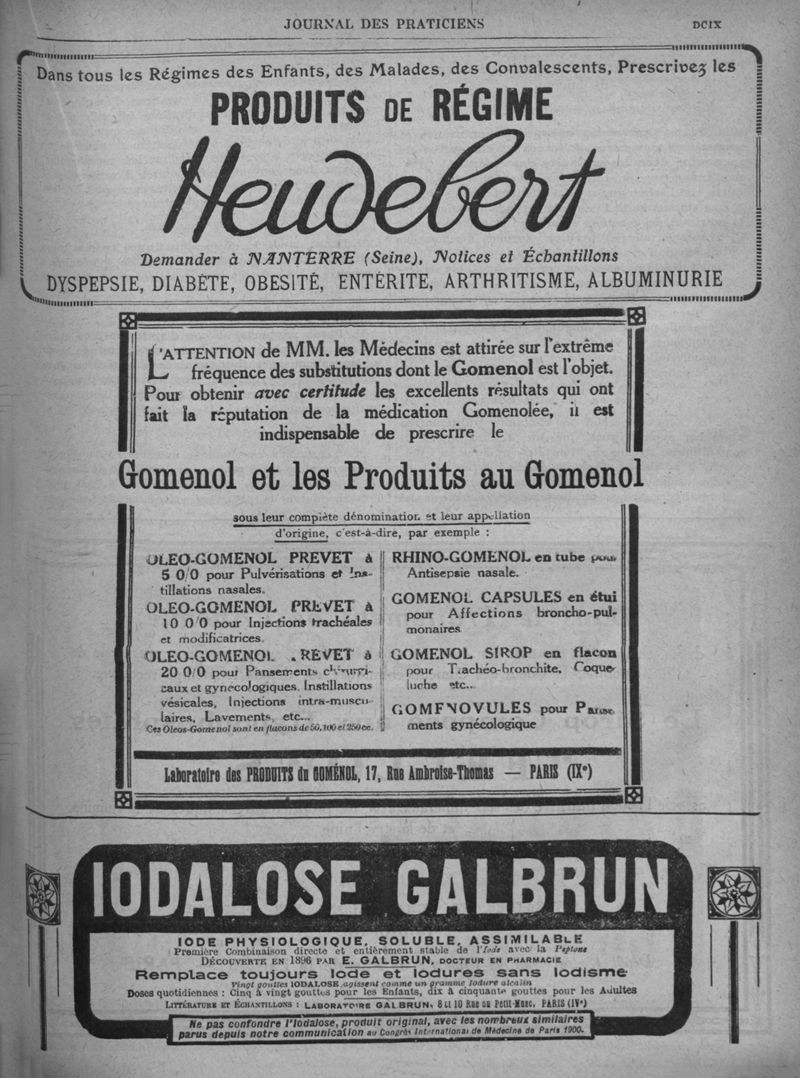 JOURNAL DES PRATICIENS
DCIX
Dans tous les Régimes des Enfants, des Malades, des Convalescents, Prescrivez les
PRODUITS DE RÉGIME
Heudebert
Demander à NANTERRE (Seine), Notices et Échantillons
DYSPEPSIE, DIABÈTE, OBESITÉ, ENTÉRITE, ARTHRITISME, ALBUMINURIE
L'ATTENTION de MM. les Médecins est attirée sur l'extrême
fréquence des substitutions dont le Gomenol est l'objet.
Pour obtenir avec certitude les excellents résultats qui ont
fait la réputation de la médication Gomenolée, il est
indispensable de prescrire le
Gomenol et les Produits au Gomenol
sous leur complète dénomination et leur appellation
d'origine, c'est-à-dire, par exemple :
OLEO-GOMENOL PREVET à
5 0/0 pour Pulvérisations et Ins-
tillations nasales.
OLEO-GOMENOL PREVET à
10 0/0 pour Injections trachéales
et modificatrices.
OLEO-GOMENOL PREVET à
20 0/0 pour Pansements chirurgi-
caux et gynecologiques, Instillations
vésicales, Injections intra-muscu-
laires, Lavements, etc...
Ces Oleos-Gomenol sont en flacons de 50, 100 et 250 cc.
RHINO-GOMENOL en tube pour
Antisepsie nasale.
GOMENOL CAPSULES en étui
pour Affections broncho-pul-
monaires
GOMENOL SIROP en flacon
pour Trachéo-bronchite, Coque-
luche etc...
GOMENOVULES pour Panse-
ments gynécologique
Laboratoire des PRODUITS du GOMÉNOL, 17, Rue Ambroise-Thomas — PARIS (IXe)
IODALOSE GALBRUN
IODE PHYSIOLOGIQUE, SOLUBLE, ASSIMILABLE
Première Combinaison directe et entièrement stable de l'Iode avec la Peptone
DÉCOUVERTE EN 1896 PAR E. GALBRUN, DOCTEUR EN PHARMACIE
Remplace toujours Iode et Iodures sans Iodisme
Vingt gouttes IODALOSE agissent comme un gramme Iodure alcalin
Doses quotidiennes : Cinq à vingt gouttes pour les Enfants, dix à cinquante gouttes pour les Adultes
LITTÉRATURE ET ÉCHANTILLONS : LABORATOIRE GALBRUN, 8 et 10 Rue du Petit-Musc, PARIS (IVe)
Ne pas confondre l'Iodalose, produit original, avec les nombreux similaires
parus depuis notre communication au Congrès International de Médecine de Paris 1900.